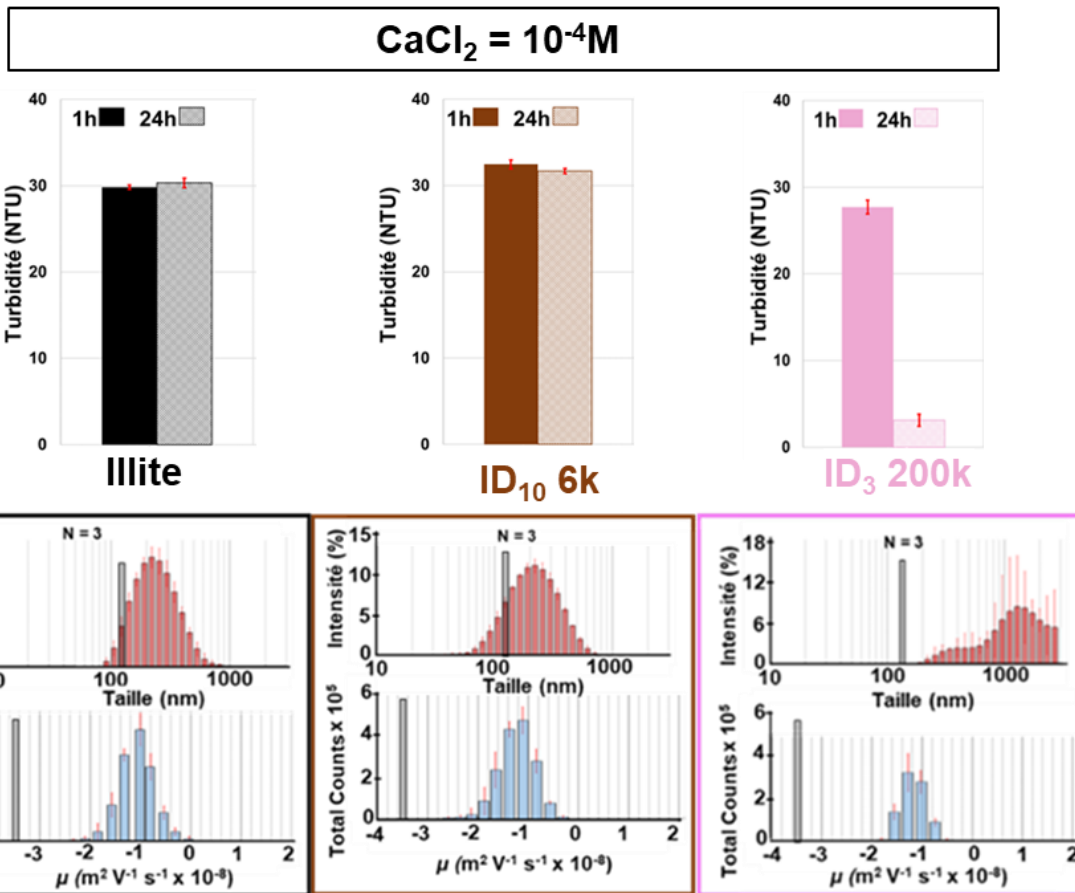 CaCl₂ = 10⁻⁴M
40
1h 24h
30
20
10
0
Turbidité (NTU)
Illite
40
1h 24h
30
20
10
0
Turbidité (NTU)
ID₁₀ 6k
40
1h 24h
30
20
10
0
Turbidité (NTU)
ID₃ 200k
N = 3
0 100 1000
Taille (nm)
-3 -2 -1 0 1 2
µ (m² V⁻¹ s⁻¹ x 10⁻⁸)
N = 3
15
10
5
0
Intensité (%)
10 100 1000
Taille (nm)
6
4
2
0
Total Counts x 10⁵
-4 -3 -2 -1 0 1 2
µ (m² V⁻¹ s⁻¹ x 10⁻⁸)
N = 3
18
12
6
0
Intensité (%)
10 100 1000
Taille (nm)
6
4
2
0
Total Counts x 10⁵
-4 -3 -2 -1 0 1 2
µ (m² V⁻¹ s⁻¹ x 10⁻⁸)